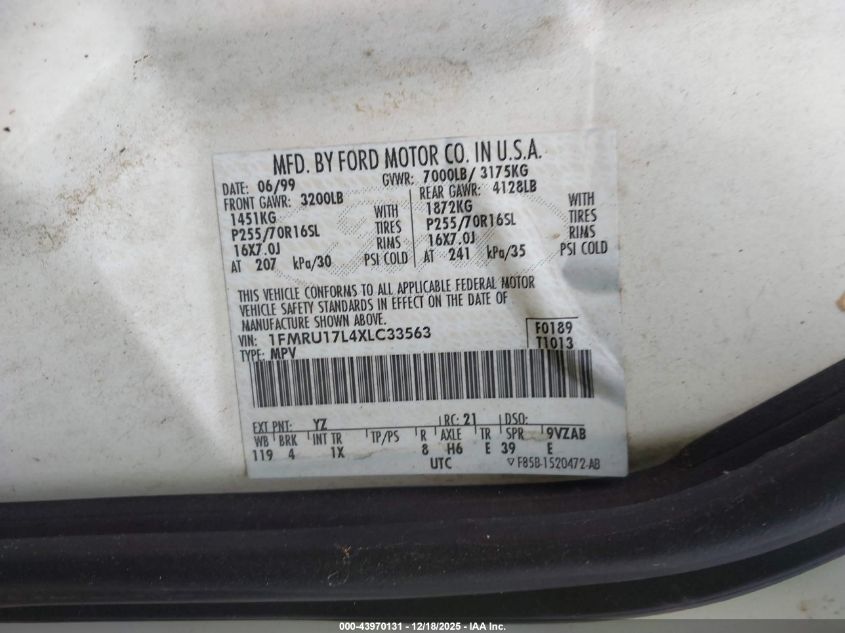 MFD. BY FORD MOTOR CO. IN U.S.A.
DATE: 06/99 GVWR: 7000LB/ 3175KG
FRONT GAWR: 3200LB REAR GAWR: 4128LB
1451KG WITH 1872KG WITH
P255/70R16SL TIRES P255/70R16SL TIRES
16X7.0J RIMS 16X7.0J RIMS
AT 207 kPa/30 PSI COLD AT 241 kPa/35 PSI COLD
THIS VEHICLE CONFORMS TO ALL APPLICABLE FEDERAL MOTOR
VEHICLE SAFETY STANDARDS IN EFFECT ON THE DATE OF
MANUFACTURE SHOWN ABOVE.
VIN: 1FMRU17L4XLC33563 F0189
TYPE: MPV T1013
EXT PNT: YZ RC: 21 DSO:
WB BRK INT TR TP/PS R AXLE TR SPR 9VZAB
119 4 1X 8 H6 E 39 E
UTC ▽ F85B-1520472-AB
000-43970131 - 12/18/2025 - IAA Inc.